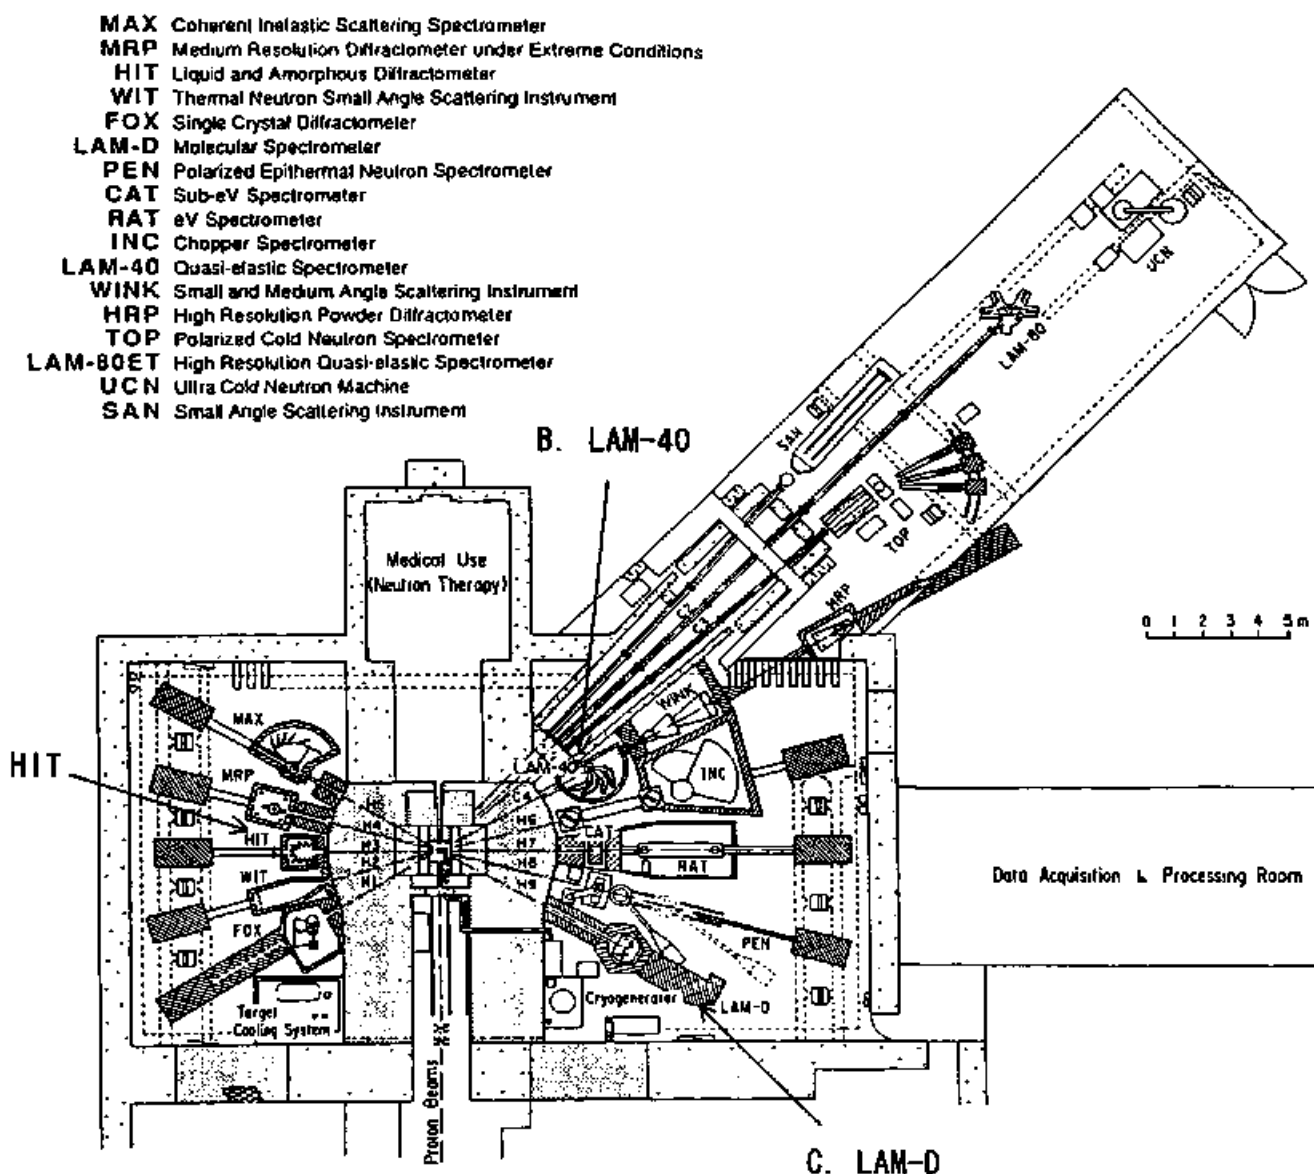 MAX Coherent Inelastic Scattering Spectrometer
MRP Medium Resolution Diffractometer under Extreme Conditions
HIT Liquid and Amorphous Diffractometer
WIT Thermal Neutron Small Angle Scattering Instrument
FOX Single Crystal Diffractometer
LAM-D Molecular Spectrometer
PEN Polarized Epithermal Neutron Spectrometer
CAT Sub-eV Spectrometer
RAT eV Spectrometer
INC Chopper Spectrometer
LAM-40 Quasi-elastic Spectrometer
WINK Small and Medium Angle Scattering Instrument
HRP High Resolution Powder Diffractometer
TOP Polarized Cold Neutron Spectrometer
LAM-80ET High Resolution Quasi-elastic Spectrometer
UCN Ultra Cold Neutron Machine
SAN Small Angle Scattering Instrument
B. LAM-40
UCN
LAM-80
SAN
TOP
MRP
0 1 2 3 4 5m
Medical Use
(Neutron Therapy)
C1
C2
C3
WINK
MAX
LAM-40
INC
HIT
MRP
H5
C4
H4
H6
HIT
H3
H7
CAT
RAT
H2
H8
WIT
H1
H9
Data Acquisition & Processing Room
FOX
PEN
Target
Cooling System
Cryogenerator
LAM-D
Proton Beams
C. LAM-D